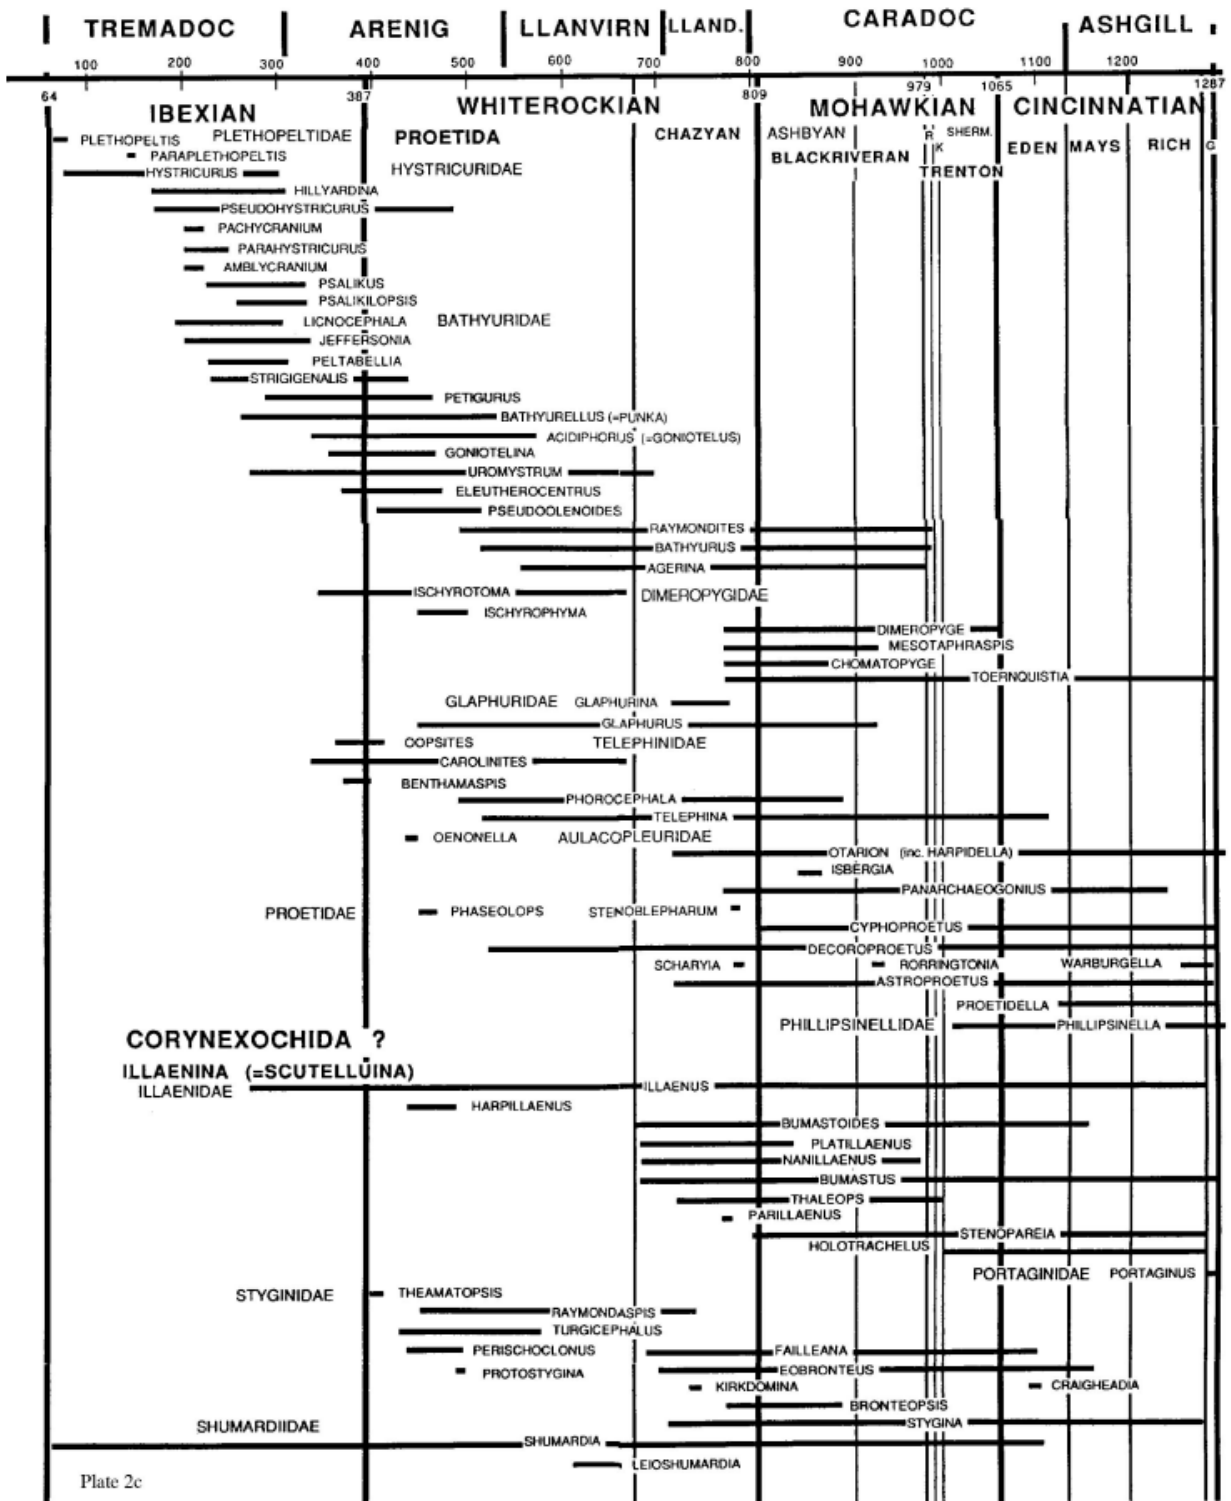 TREMADOC ARENIG LLANVIRN LLAND. CARADOC ASHGILL
100 200 300 400 500 600 700 800 900 1000 1100 1200
64 387 809 979 1065 1287
IBEXIAN WHITEROCKIAN MOHAWKIAN CINCINNATIAN
CHAZYAN ASHBYAN R SHERM.
K
BLACKRIVERAN EDEN MAYS RICH G
TRENTON
PLETHOPELTIS PLETHOPELTIDAE PROETIDA
PARAPLETHOPELTIS
HYSTRICURUS HYSTRICURIDAE
HILLYARDINA
PSEUDOHYSTRICURUS
PACHYCRANIUM
PARAHYSTRICURUS
AMBLYCRANIUM
PSALIKUS
PSALIKILOPSIS
LICNOCEPHALA BATHYURIDAE
JEFFERSONIA
PELTABELLIA
STRIGIGENALIS
PETIGURUS
BATHYURELLUS (=PUNKA)
ACIDIPHORUS (=GONIOTELUS)
GONIOTELINA
UROMYSTRUM
ELEUTHEROCENTRUS
PSEUDOOLENOIDES
RAYMONDITES
BATHYURUS
AGERINA
ISCHYROTOMA DIMEROPYGIDAE
ISCHYROPHYMA
DIMEROPYGE
MESOTAPHRASPIS
CHOMATOPYGE
TOERNQUISTIA
GLAPHURIDAE GLAPHURINA
GLAPHURUS
OOPSITES TELEPHINIDAE
CAROLINITES
BENTHAMASPIS
PHOROCEPHALA
TELEPHINA
OENONELLA AULACOPLEURIDAE
OTARION (inc. HARPIDELLA)
ISBERGIA
PANARCHAEOGONIUS
PROETIDAE PHASEOLOPS STENOBLEPHARUM
CYPHOPROETUS
DECOROPROETUS
SCHARYIA RORRINGTONIA WARBURGELLA
ASTROPROETUS
PROETIDELLA
PHILLIPSINELLIDAE PHILLIPSINELLA
CORYNEXOCHIDA ?
ILLAENINA (=SCUTELLUINA)
ILLAENIDAE ILLAENUS
HARPILLAENUS
BUMASTOIDES
PLATILLAENUS
NANILLAENUS
BUMASTUS
THALEOPS
PARILLAENUS
STENOPAREIA
HOLOTRACHELUS
PORTAGINIDAE PORTAGINUS
STYGINIDAE THEAMATOPSIS
RAYMONDASPIS
TURGICEPHALUS
PERISCHOCLONUS FAILLEANA
PROTOSTYGINA EOBRONTEUS
KIRKDOMINA CRAIGHEADIA
BRONTEOPSIS
SHUMARDIIDAE STYGINA
SHUMARDIA
LEIOSHUMARDIA
Plate 2c